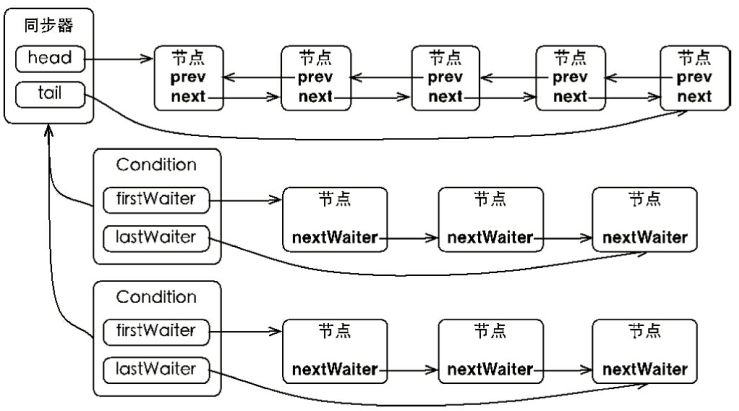 同步器
head
tail
节点
prev
next
节点
prev
next
节点
prev
next
节点
prev
next
节点
prev
next
Condition
firstWaiter
lastWaiter
节点
nextWaiter
节点
nextWaiter
节点
nextWaiter
Condition
firstWaiter
lastWaiter
节点
nextWaiter
节点
nextWaiter
节点
nextWaiter